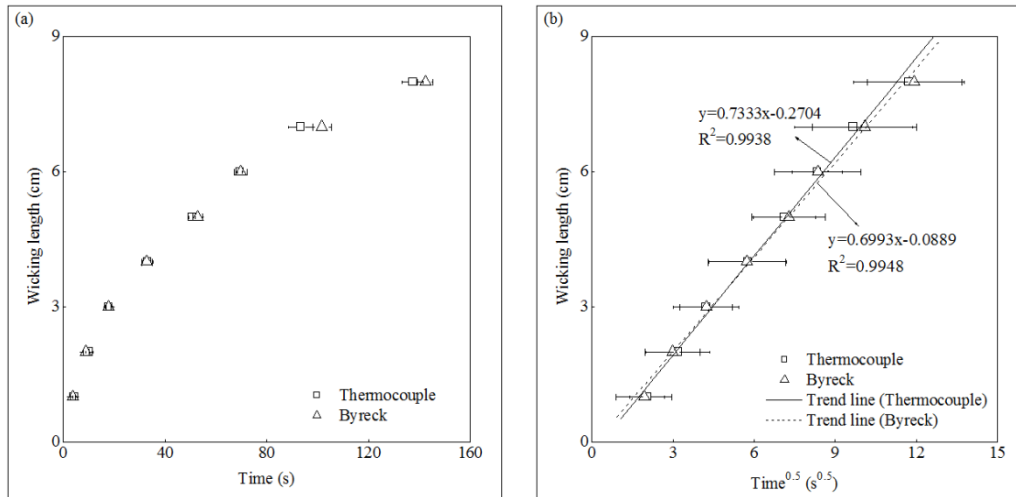 (a)
9
6
3
0
Wicking length (cm)
0
40
80
120
160
Time (s)
Thermocouple
Byreck
(b)
9
6
3
0
Wicking length (cm)
0
3
6
9
12
15
Time^0.5 (s^0.5)
y=0.7333x-0.2704
R²=0.9938
y=0.6993x-0.0889
R²=0.9948
Thermocouple
Byreck
Trend line (Thermocouple)
Trend line (Byreck)